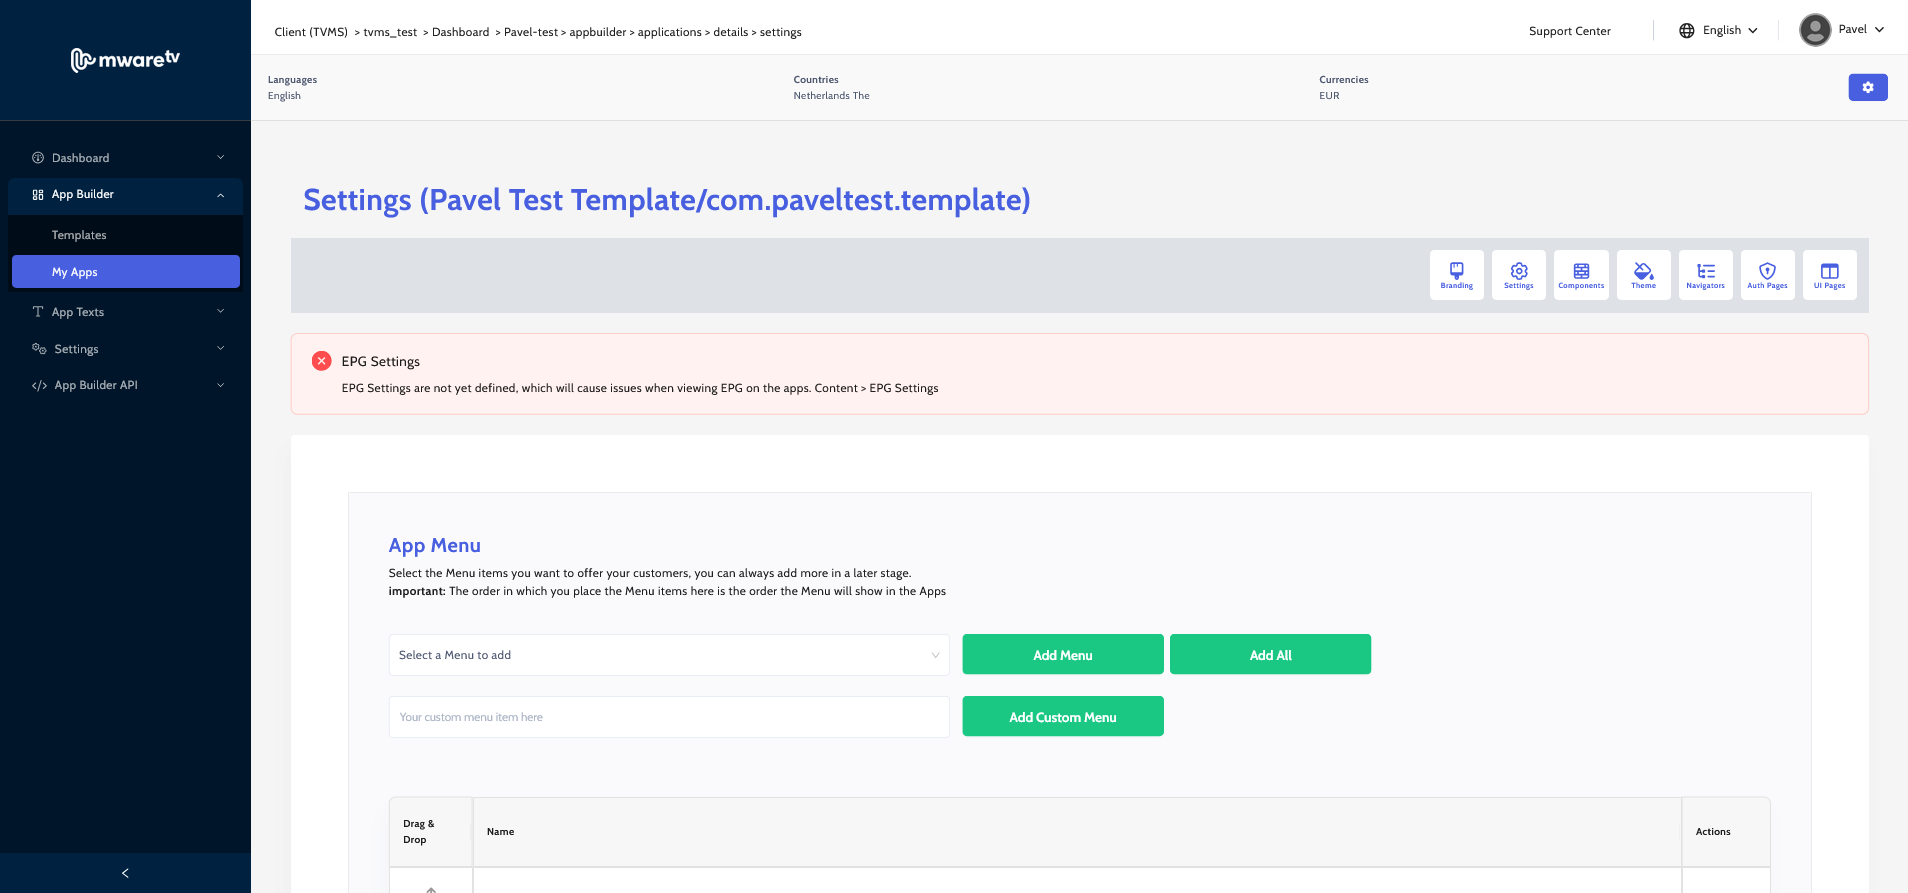 mwaretv
Client (TVMS) > tvms_test > Dashboard > Pavel-test > appbuilder > applications > details > settings
Support Center
English
Pavel
Languages
English
Countries
Netherlands The
Currencies
EUR
Dashboard
App Builder
Templates
My Apps
App Texts
Settings
App Builder API
Settings (Pavel Test Template/com.paveltest.template)
Branding
Settings
Components
Theme
Navigators
Auth Pages
UI Pages
EPG Settings
EPG Settings are not yet defined, which will cause issues when viewing EPG on the apps. Content > EPG Settings
App Menu
Select the Menu items you want to offer your customers, you can always add more in a later stage.
important: The order in which you place the Menu items here is the order the Menu will show in the Apps
Select a Menu to add
Add Menu
Add All
Your custom menu item here
Add Custom Menu
Drag &
Drop
Name
Actions